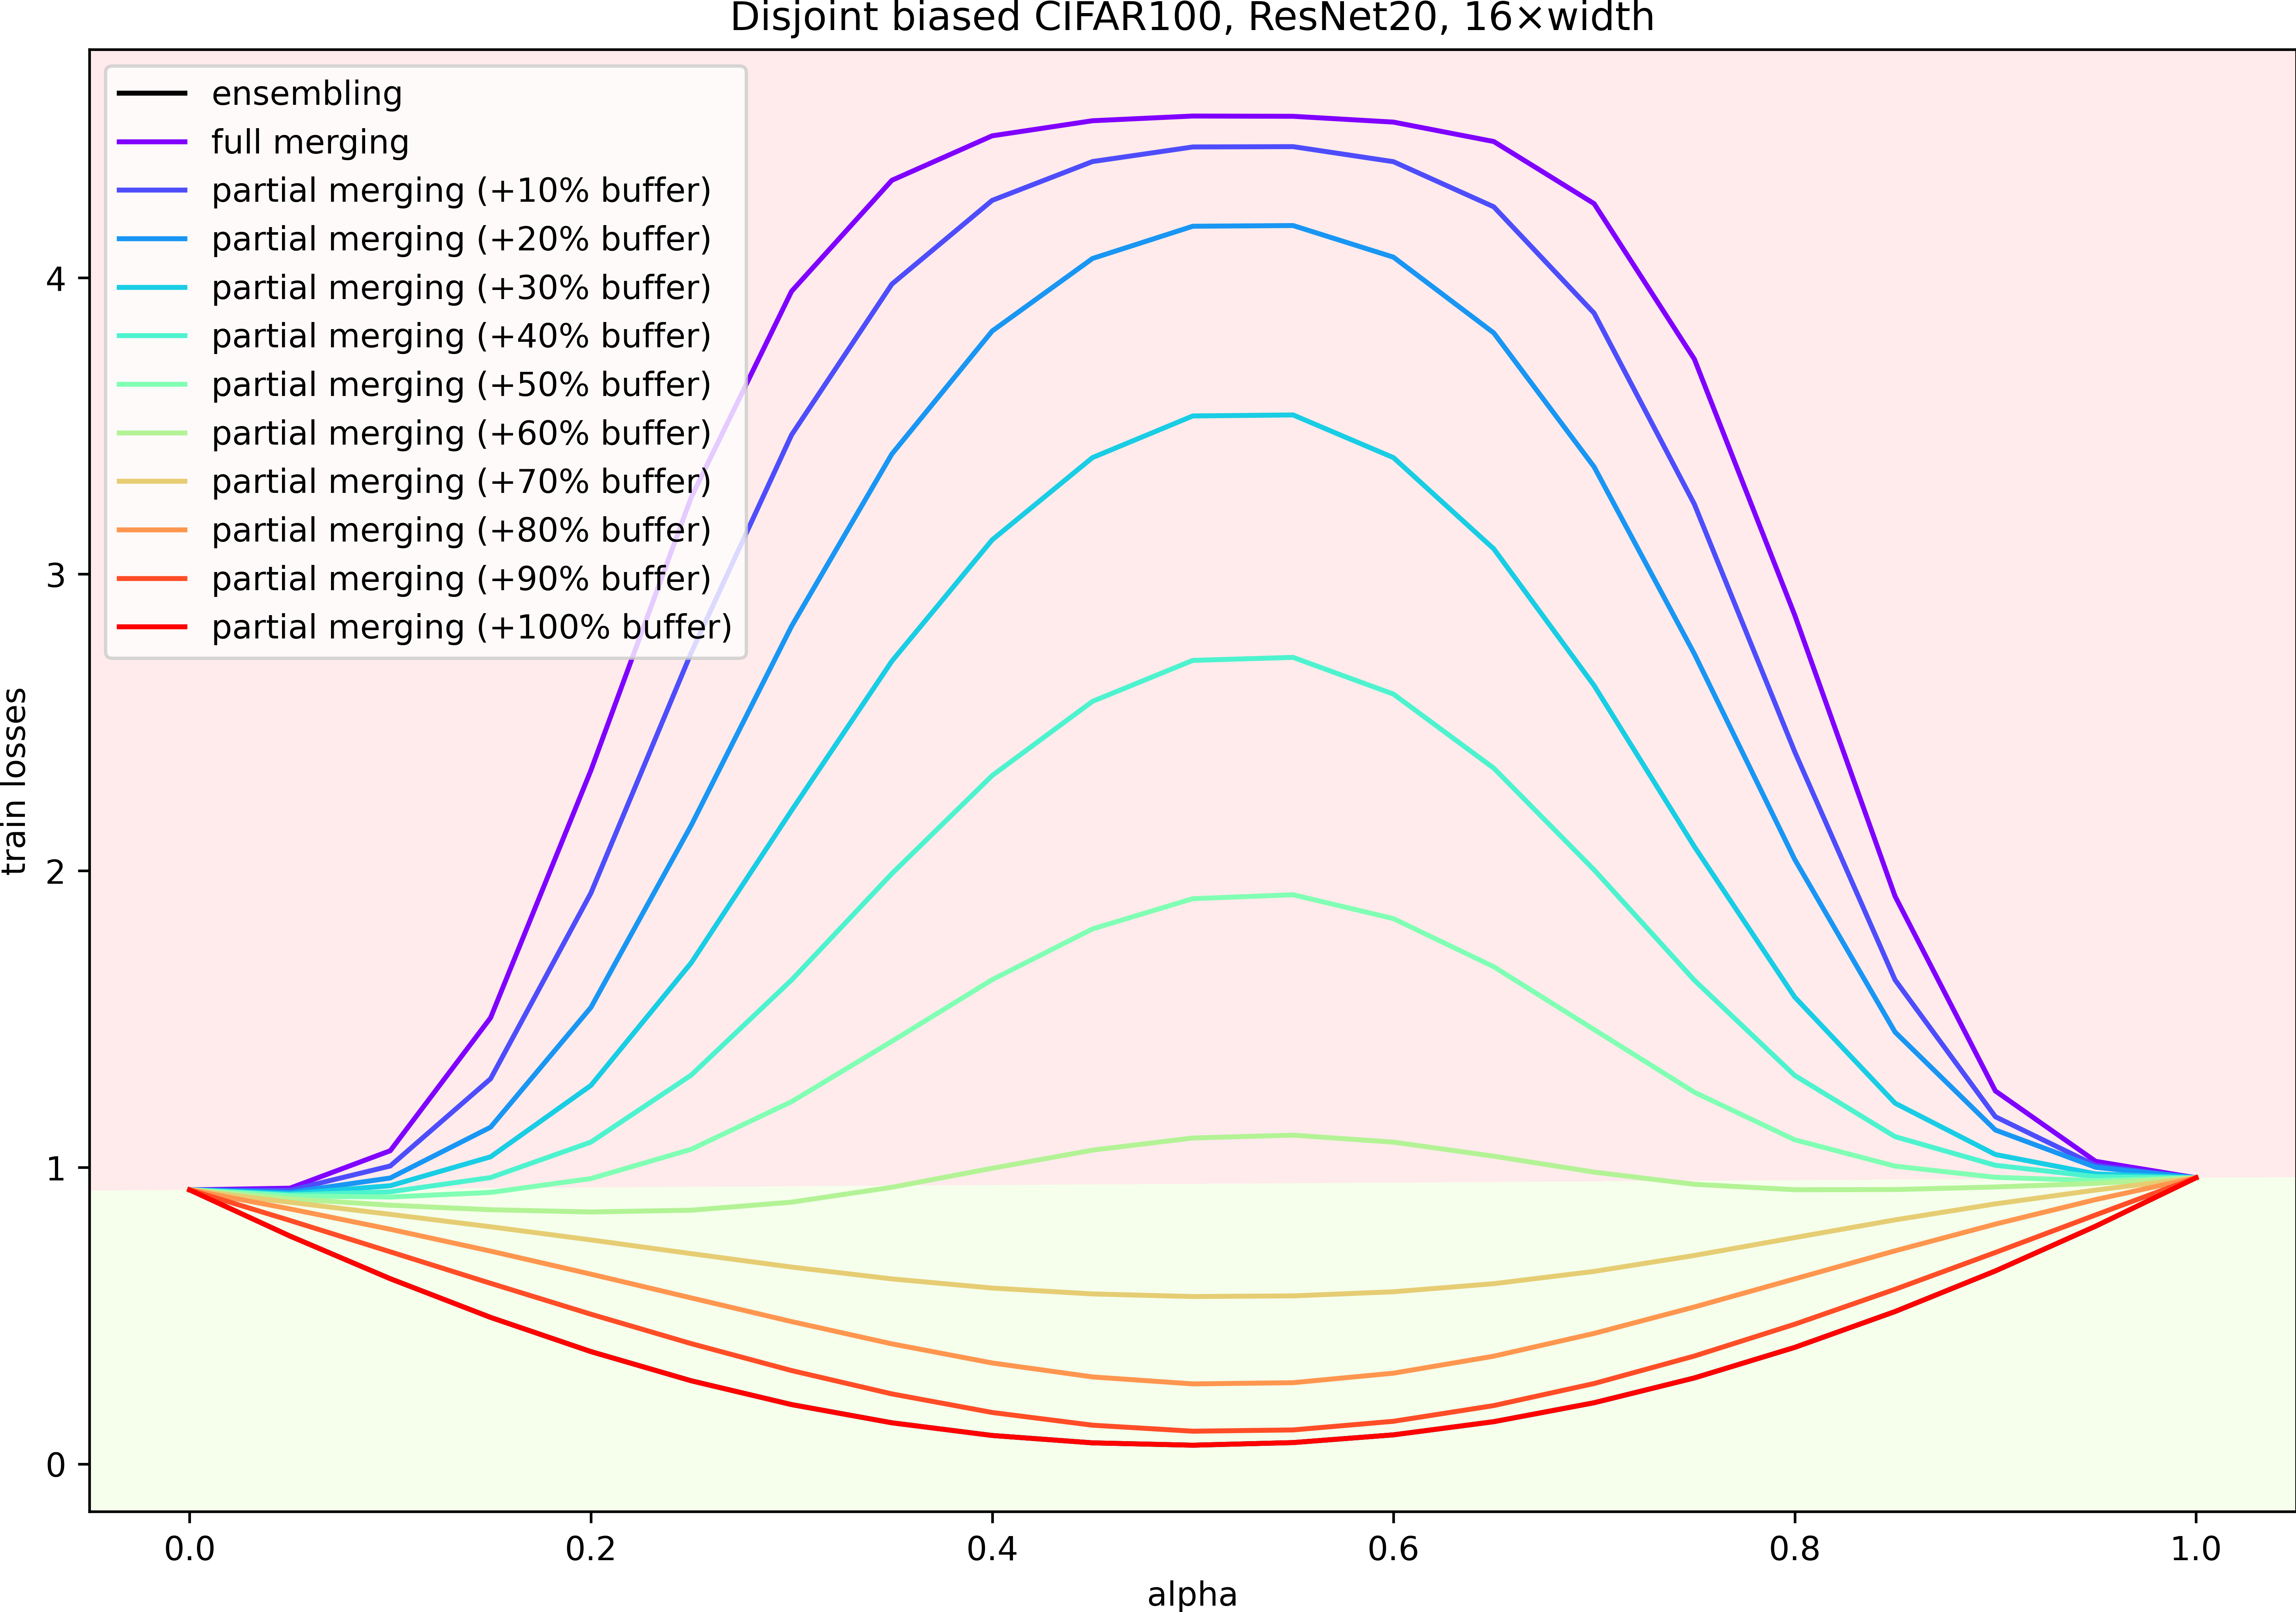 Disjoint biased CIFAR100, ResNet20, 16×width
ensembling
full merging
partial merging (+10% buffer)
partial merging (+20% buffer)
partial merging (+30% buffer)
partial merging (+40% buffer)
partial merging (+50% buffer)
partial merging (+60% buffer)
partial merging (+70% buffer)
partial merging (+80% buffer)
partial merging (+90% buffer)
partial merging (+100% buffer)
train losses
4
3
2
1
0
0.0 0.2 0.4 0.6 0.8 1.0
alpha